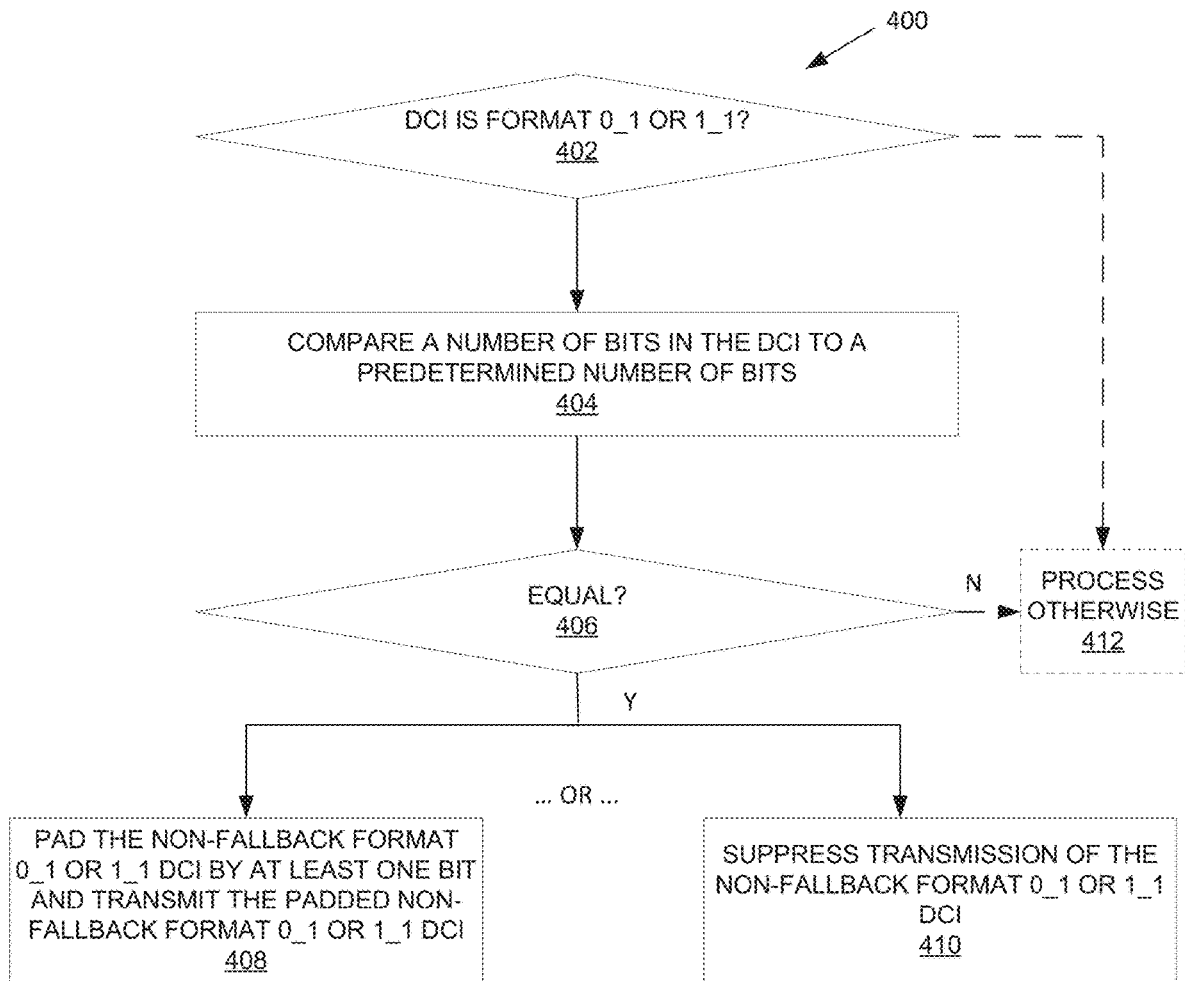 400
DCI IS FORMAT 0_1 OR 1_1?
402
COMPARE A NUMBER OF BITS IN THE DCI TO A
PREDETERMINED NUMBER OF BITS
404
EQUAL?
406
N
PROCESS
OTHERWISE
412
Y
... OR ...
PAD THE NON-FALLBACK FORMAT
0_1 OR 1_1 DCI BY AT LEAST ONE BIT
AND TRANSMIT THE PADDED NON-
FALLBACK FORMAT 0_1 OR 1_1 DCI
408
SUPPRESS TRANSMISSION OF THE
NON-FALLBACK FORMAT 0_1 OR 1_1
DCI
410